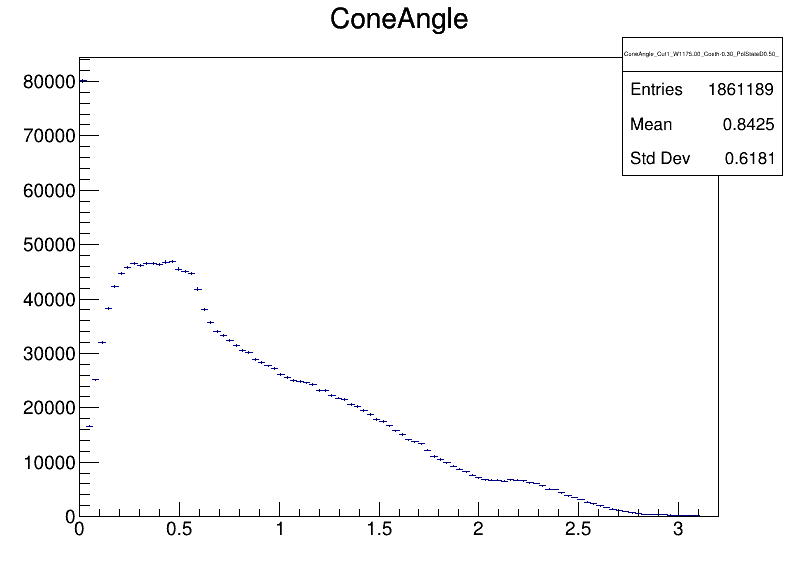 ConeAngle
ConeAngle_Cut1_W1175.00_Costh-0.30_PolStateD0.50_
Entries 1861189
Mean 0.8425
Std Dev 0.6181
80000
70000
60000
50000
40000
30000
20000
10000
0
0 0.5 1 1.5 2 2.5 3